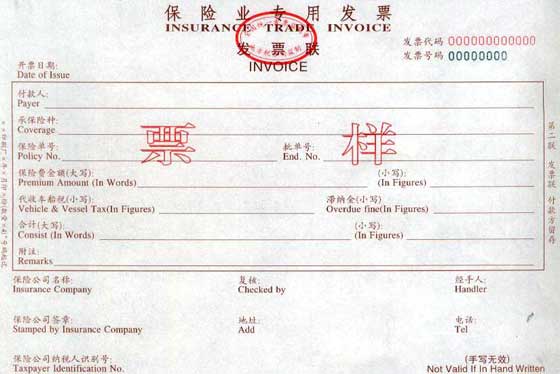 保险业专用发票
INSURANCE TRADE INVOICE
发票联
INVOICE
发票代码 000000000000
发票号码 00000000
开票日期:
Date of Issue
付款人:
Payer
承保险种:
Coverage
保险单号: 批单号:
Policy No. End. No.
票样
保险费金额(大写): (小写):
Premium Amount (In Words) (In Figures)
代收车船税(小写): 滞纳金(小写):
Vehicle & Vessel Tax(In Figures) Overdue fine(In Figures)
合计(大写): (小写):
Consist (In Words) (In Figures)
附注:
Remarks
第二联 发票联 付款方留存
保险公司名称: 复核: 经手人:
Insurance Company Checked by Handler
保险公司签章: 地址: 电话:
Stamped by Insurance Company Add Tel
保险公司纳税人识别号: (手写无效)
Taxpayer Identification No. Not Valid If In Hand Written